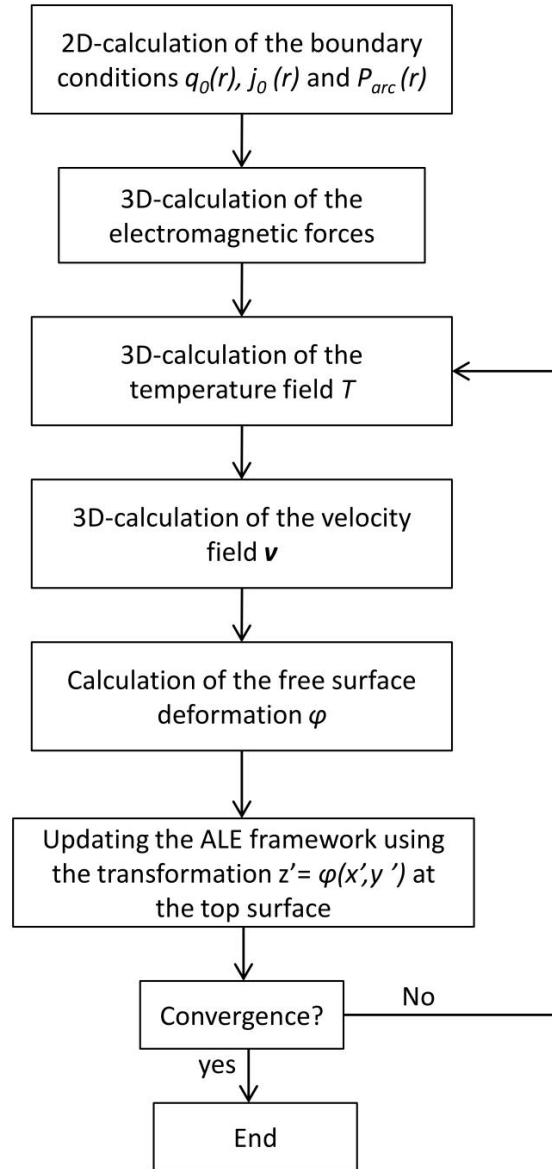 2D-calculation of the boundary
conditions q₀(r), j₀ (r) and Pₐᵣ𝒸 (r)
3D-calculation of the
electromagnetic forces
3D-calculation of the
temperature field T
3D-calculation of the velocity
field v
Calculation of the free surface
deformation φ
Updating the ALE framework using
the transformation z’= φ(x’,y ’) at
the top surface
Convergence?
No
yes
End